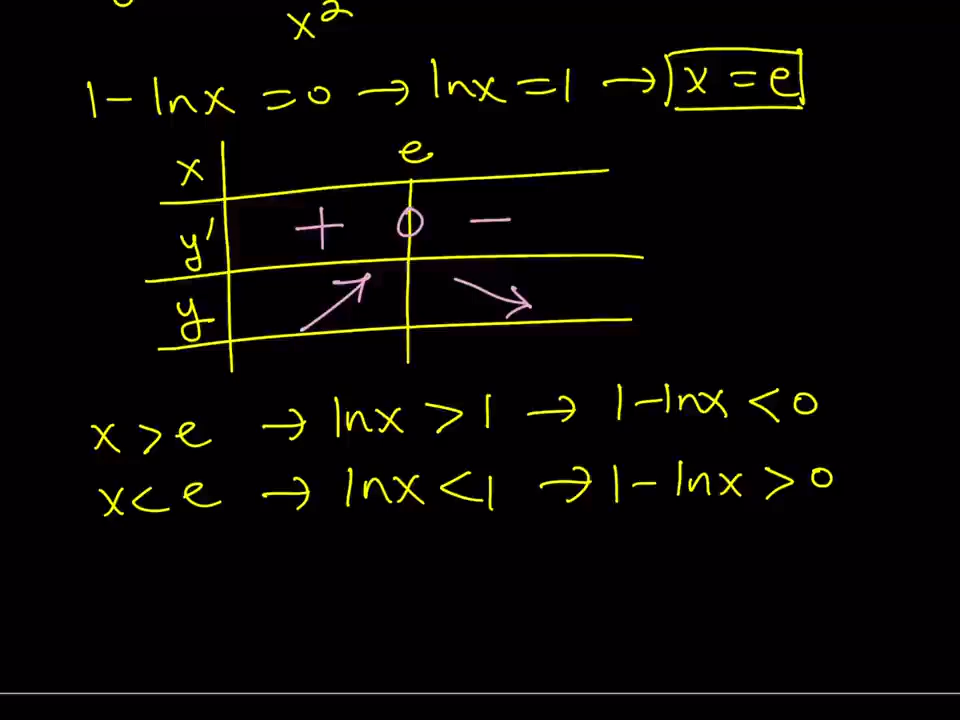 x²
1 - lnx = 0 → lnx = 1 → x = e
x e
y' + 0 -
y ↗ ↘
x > e → lnx > 1 → 1 - lnx < 0
x < e → lnx < 1 → 1 - lnx > 0